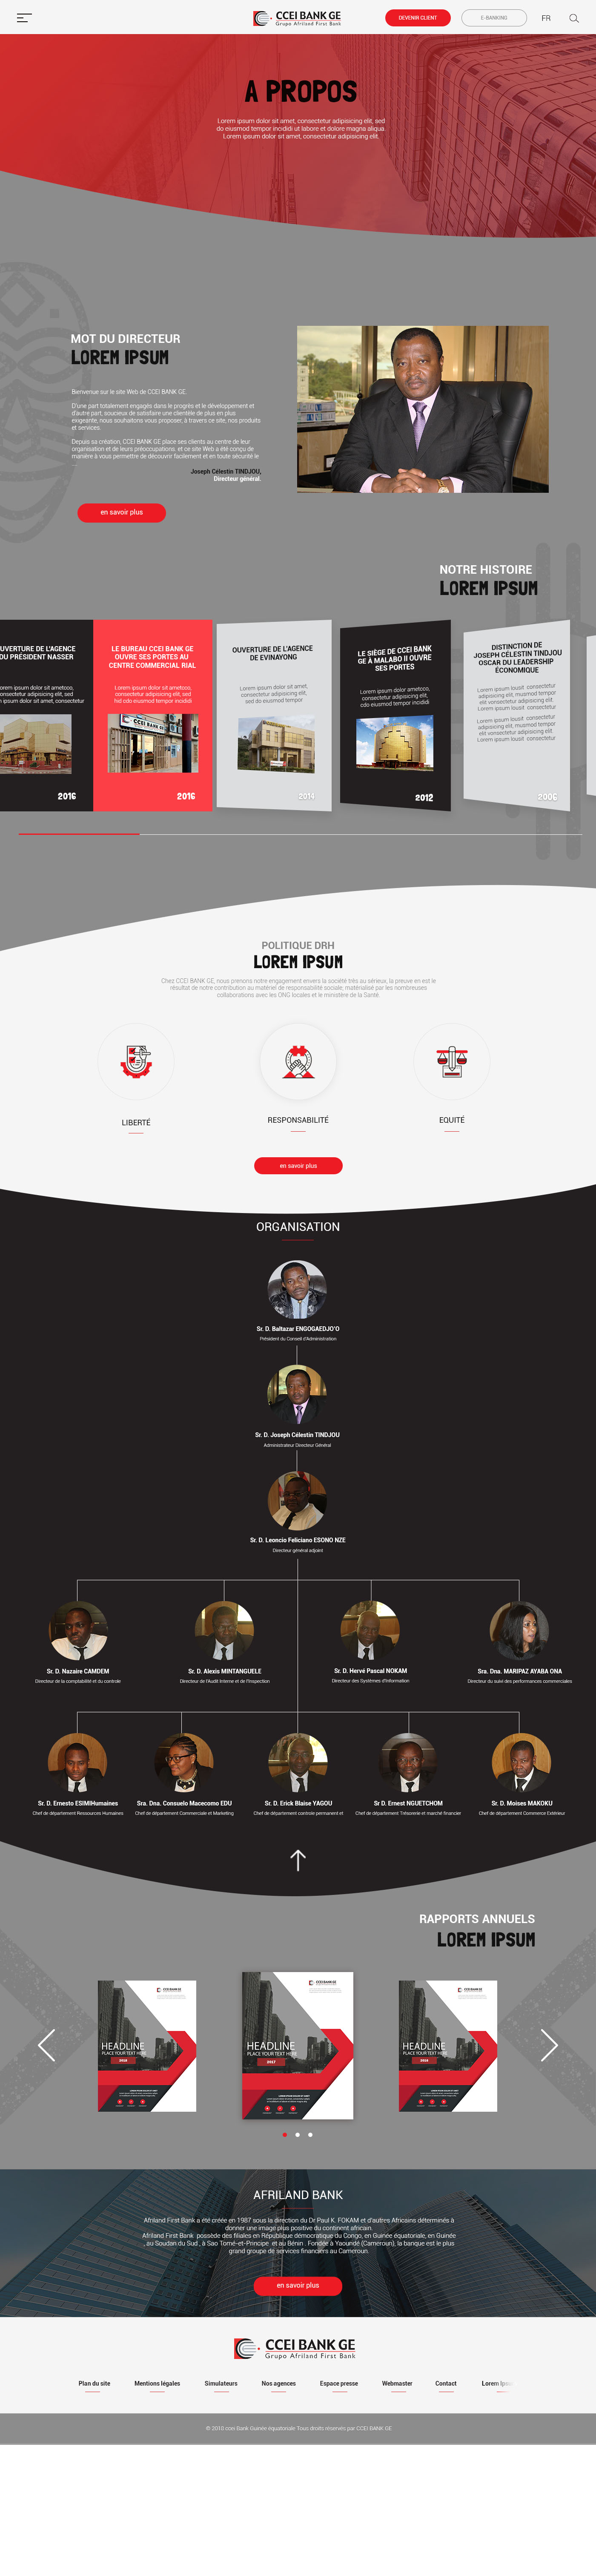 CCEI BANK GE
Grupo Afriland First Bank
DEVENIR CLIENT
E-BANKING
FR
A PROPOS
Lorem ipsum dolor sit amet, consectetur adipisicing elit, sed
do eiusmod tempor incididi ut labore et dolore magna aliqua.
Lorem ipsum dolor sit amet, consectetur adipisicing elit.
MOT DU DIRECTEUR
LOREM IPSUM
Bienvenue sur le site Web de CCEI BANK GE.
D'une part totalement engagés dans le progrès et le développement et
d'autre part, soucieux de satisfaire une clientèle de plus en plus
exigeante, nous souhaitons vous proposer, à travers ce site, nos produits
et services.
Depuis sa création, CCEI BANK GE place ses clients au centre de leur
organisation et de leurs préoccupations. et ce site Web a été conçu de
manière à vous permettre de découvrir facilement et en toute sécurité le
...
Joseph Célestin TINDJOU,
Directeur général.
en savoir plus
NOTRE HISTOIRE
LOREM IPSUM
UVERTURE DE L'AGENCE
DU PRÉSIDENT NASSER
orem ipsum dolor sit ametoco,
consectetur adipisicing elit, sed
ipsum dolor sit amet, consectetur
2016
LE BUREAU CCEI BANK GE
OUVRE SES PORTES AU
CENTRE COMMERCIAL RIAL
Lorem ipsum dolor sit ametoco,
consectetur adipisicing elit, sed
hid odo eiusmod tempor incididi
CCEI BANK GE
2016
OUVERTURE DE L'AGENCE
DE EVINAYONG
Lorem ipsum dolor sit amet,
consectetur adipisicing elit,
sed do eiusmod tempor
2014
LE SIÈGE DE CCEI BANK
GE À MALABO II OUVRE
SES PORTES
Lorem ipsum dolor ametoco,
consectetur adipisicing elit,
odo eiusmod tempor incididi
2012
DISTINCTION DE
JOSEPH CÉLESTIN TINDJOU
OSCAR DU LEADERSHIP
ÉCONOMIQUE
Lorem ipsum lousit consectetur
adipisicing elit, musmod tempor
elit vonsectetur adipisicing elit .
Lorem ipsum lousit consectetur
Lorem ipsum lousit consectetur
adipisicing elit, musmod tempor
elit vonsectetur adipisicing elit .
Lorem ipsum lousit consectetur
2006
POLITIQUE DRH
LOREM IPSUM
Chez CCEI BANK GE, nous prenons notre engagement envers la société très au sérieux, la preuve en est le
résultat de notre contribution au matériel de responsabilité sociale, matérialisé par les nombreuses
collaborations avec les ONG locales et le ministère de la Santé.
LIBERTÉ
RESPONSABILITÉ
EQUITÉ
en savoir plus
ORGANISATION
Sr. D. Baltazar ENGOGAEDJO'O
Président du Conseil d'Administration
Sr. D. Joseph Célestin TINDJOU
Administrateur Directeur Général
Sr. D. Leoncio Feliciano ESONO NZE
Directeur général adjoint
Sr. D. Nazaire CAMDEM
Directeur de la comptabilité et du controle
Sr. D. Alexis MINTANGUELE
Directeur de l'Audit Interne et de l'Inspection
Sr. D. Hervé Pascal NOKAM
Directeur des Systèmes d'Information
Sra. Dna. MARIPAZ AYABA ONA
Directeur du suivi des performances commerciales
Sr. D. Ernesto ESIMIHumaines
Chef de département Ressources Humaines
Sra. Dna. Consuelo Macecomo EDU
Chef de département Commerciale et Marketing
Sr. D. Erick Blaise YAGOU
Chef de département controle permanent et
Sr D. Ernest NGUETCHOM
Chef de département Trésorerie et marché financier
Sr. D. Moises MAKOKU
Chef de département Commerce Extérieur
RAPPORTS ANNUELS
LOREM IPSUM
CCEI BANK GE
HEADLINE
PLACE YOUR TEXT HERE
CCEI BANK GE
HEADLINE
PLACE YOUR TEXT HERE
2017
CCEI BANK GE
HEADLINE
PLACE YOUR TEXT HERE
AFRILAND BANK
Afriland First Bank a été créée en 1987 sous la direction du Dr Paul K. FOKAM et d'autres Africains déterminés à
donner une image plus positive du continent africain.
Afriland First Bank possède des filiales en République démocratique du Congo, en Guinée équatoriale, en Guinée
, au Soudan du Sud , à Sao Tomé-et-Principe et au Bénin . Fondée à Yaoundé (Cameroun), la banque est le plus
grand groupe de services financiers au Cameroun.
en savoir plus
CCEI BANK GE
Grupo Afriland First Bank
Plan du site
Mentions légales
Simulateurs
Nos agences
Espace presse
Webmaster
Contact
Lorem Ipsu
© 2010 ccei Bank Guinée équatoriale Tous droits réservés par CCEI BANK GE